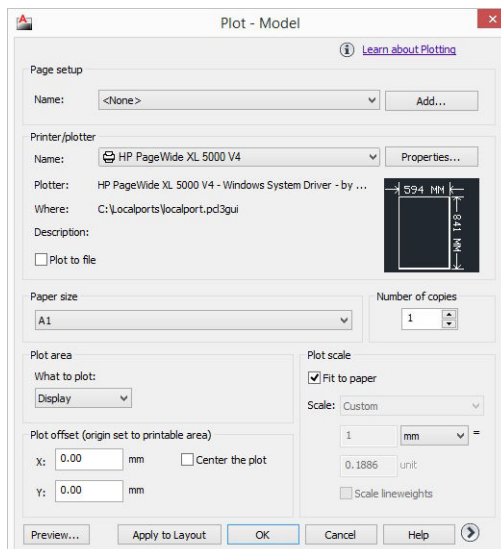 Plot - Model
Learn about Plotting
Page setup
Name: <None> Add...
Printer/plotter
Name: HP PageWide XL 5000 V4 Properties...
Plotter: HP PageWide XL 5000 V4 - Windows System Driver - by ...
Where: C:\Localports\localport.pcl3gui
Description:
Plot to file
594 MM
841 MM
Paper size
A1
Number of copies
1
Plot area
What to plot:
Display
Plot offset (origin set to printable area)
X: 0.00 mm Center the plot
Y: 0.00 mm
Plot scale
Fit to paper
Scale: Custom
1 mm =
0.1886 unit
Scale lineweights
Preview... Apply to Layout OK Cancel Help